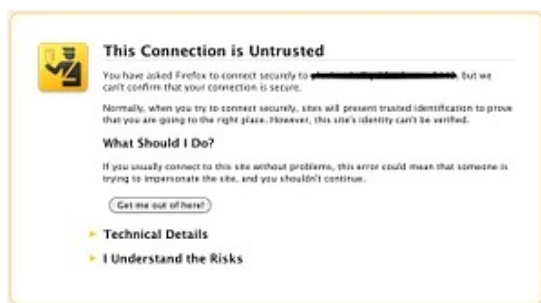 This Connection is Untrusted
You have asked Firefox to connect securely to , but we
can't confirm that your connection is secure.
Normally, when you try to connect securely, sites will present trusted identification to prove
that you are going to the right place. However, this site's identity can't be verified.
What Should I Do?
If you usually connect to this site without problems, this error could mean that someone is
trying to impersonate the site, and you shouldn't continue.
Get me out of here!
Technical Details
I Understand the Risks